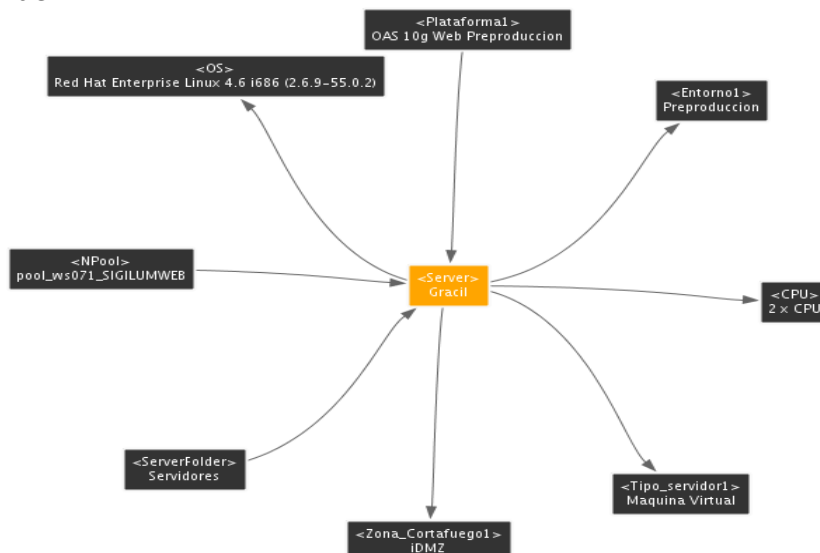 <Plataforma1>
OAS 10g Web Preproduccion
<OS>
Red Hat Enterprise Linux 4.6 i686 (2.6.9-55.0.2)
<Entorno1>
Preproduccion
<NPool>
pool_ws071_SIGILUMWEB
<Server>
Gracil
<CPU>
2 x CPU
<ServerFolder>
Servidores
<Tipo_servidor1>
Maquina Virtual
<Zona_Cortafuego1>
iDMZ